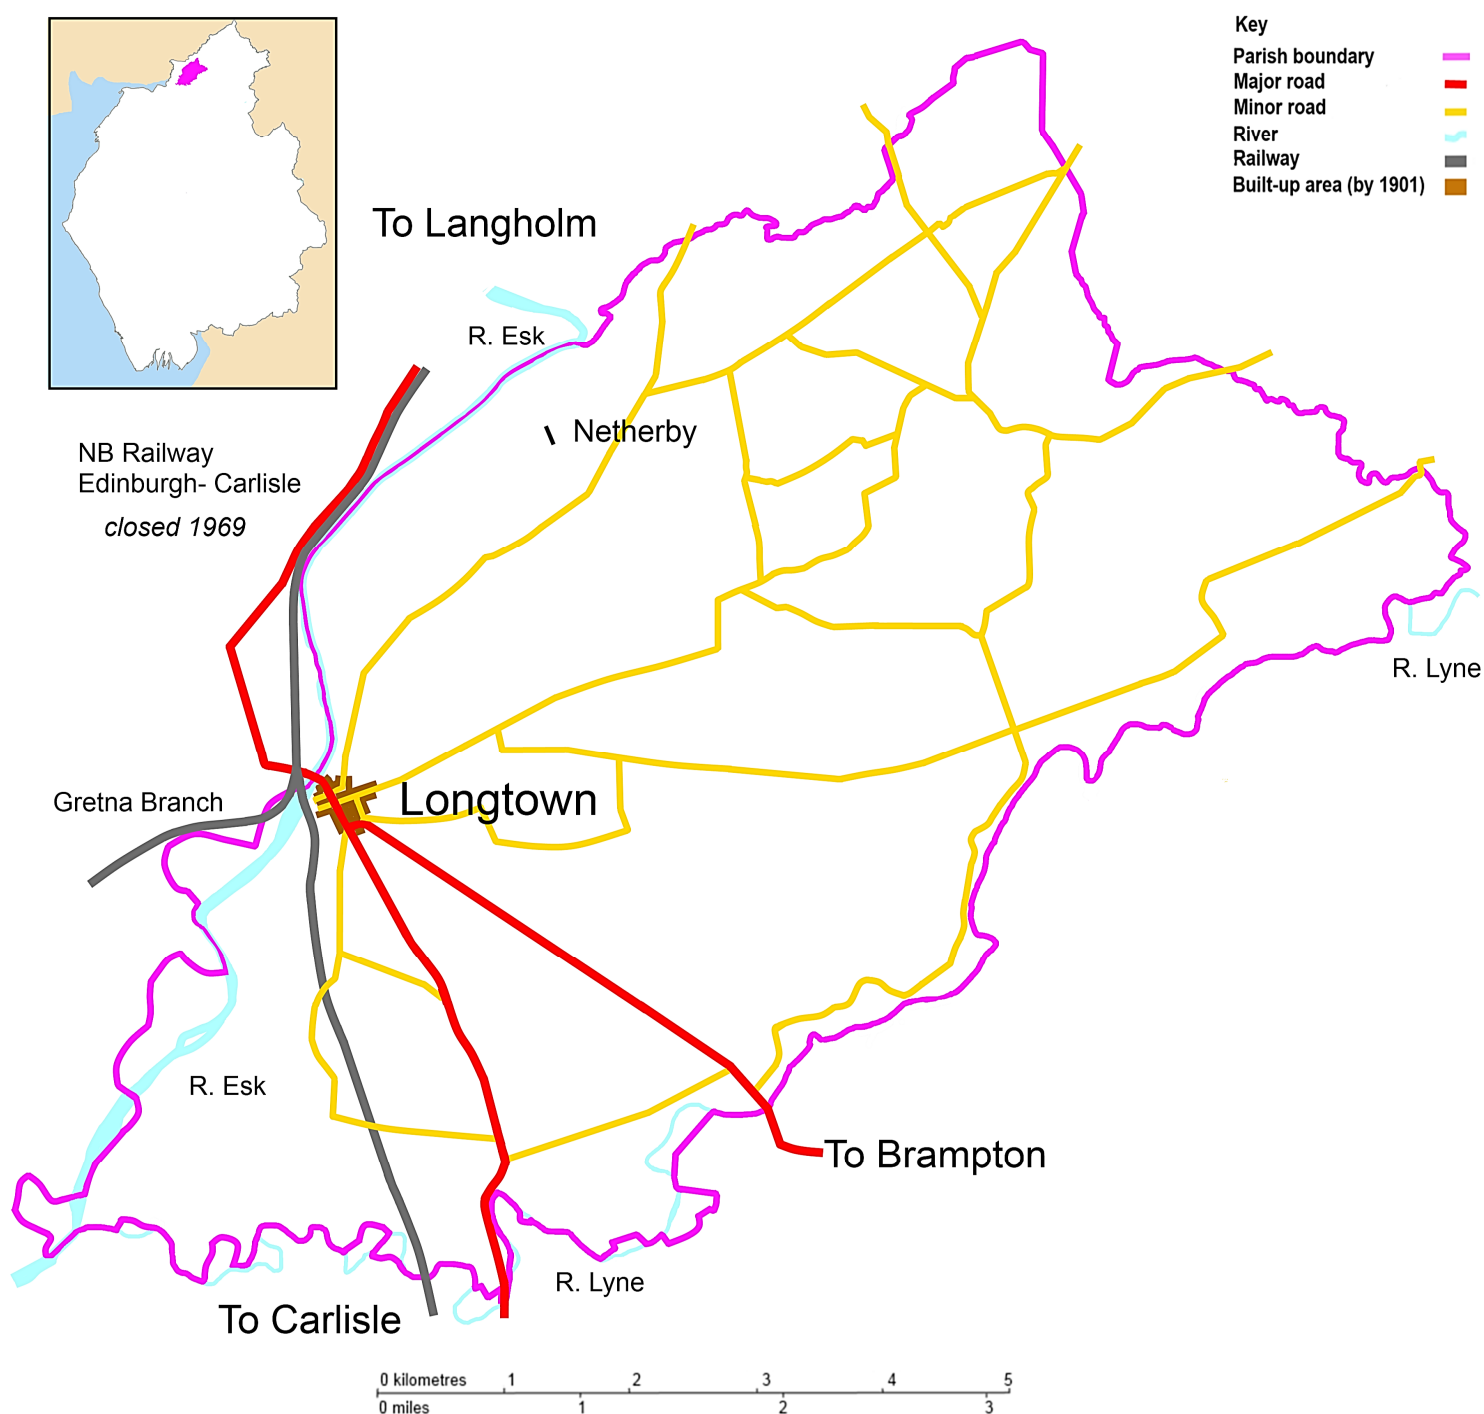 Key
Parish boundary
Major road
Minor road
River
Railway
Built-up area (by 1901)
To Langholm
R. Esk
Netherby
NB Railway
Edinburgh- Carlisle
closed 1969
R. Lyne
Gretna Branch
Longtown
R. Esk
To Brampton
R. Lyne
To Carlisle
0 kilometres 1 2 3 4 5
0 miles 1 2 3